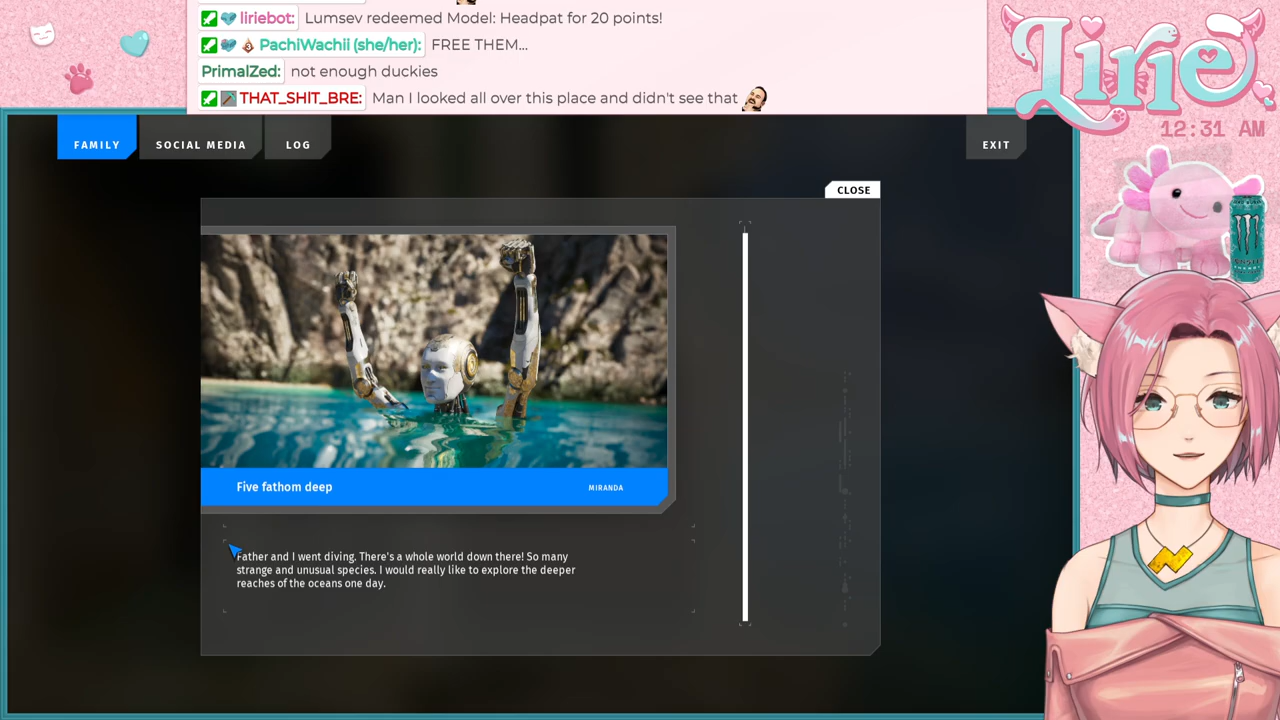 liriebot: Lumsev redeemed Model: Headpat for 20 points!
PachiWachii (she/her): FREE THEM...
PrimalZed: not enough duckies
THAT_SHIT_BRE: Man I looked all over this place and didn't see that
Lirie
12:31 AM
FAMILY
SOCIAL MEDIA
LOG
EXIT
CLOSE
Five fathom deep
MIRANDA
Father and I went diving. There's a whole world down there! So many
strange and unusual species. I would really like to explore the deeper
reaches of the oceans one day.